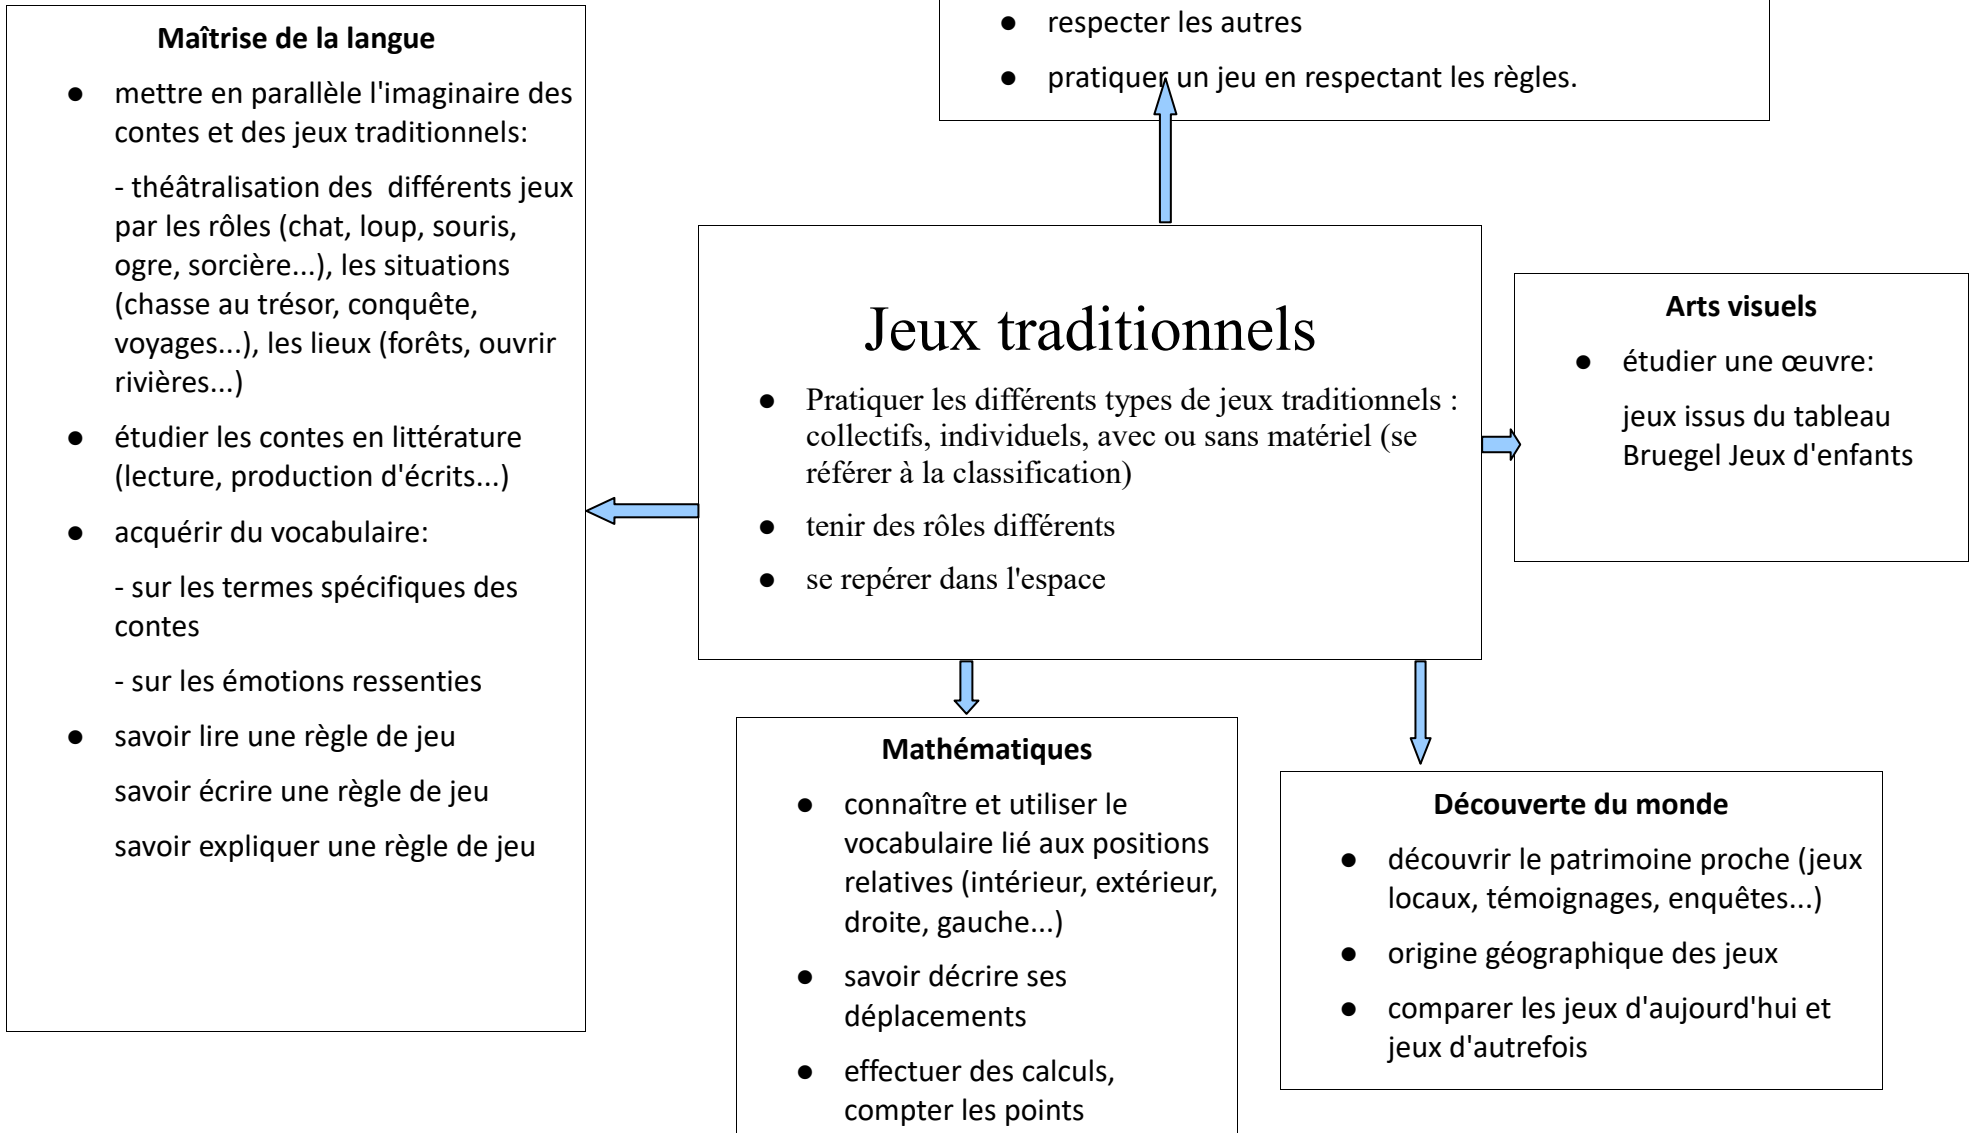 Maîtrise de la langue
● mettre en parallèle l'imaginaire des
contes et des jeux traditionnels:
- théâtralisation des différents jeux
par les rôles (chat, loup, souris,
ogre, sorcière...), les situations
(chasse au trésor, conquête,
voyages...), les lieux (forêts, ouvrir
rivières...)
● étudier les contes en littérature
(lecture, production d'écrits...)
● acquérir du vocabulaire:
- sur les termes spécifiques des
contes
- sur les émotions ressenties
● savoir lire une règle de jeu
savoir écrire une règle de jeu
savoir expliquer une règle de jeu
● respecter les autres
● pratiquer un jeu en respectant les règles.
Jeux traditionnels
● Pratiquer les différents types de jeux traditionnels :
collectifs, individuels, avec ou sans matériel (se
référer à la classification)
● tenir des rôles différents
● se repérer dans l'espace
Arts visuels
● étudier une œuvre:
jeux issus du tableau
Bruegel Jeux d'enfants
Mathématiques
● connaître et utiliser le
vocabulaire lié aux positions
relatives (intérieur, extérieur,
droite, gauche...)
● savoir décrire ses
déplacements
● effectuer des calculs,
compter les points
Découverte du monde
● découvrir le patrimoine proche (jeux
locaux, témoignages, enquêtes...)
● origine géographique des jeux
● comparer les jeux d'aujourd'hui et
jeux d'autrefois